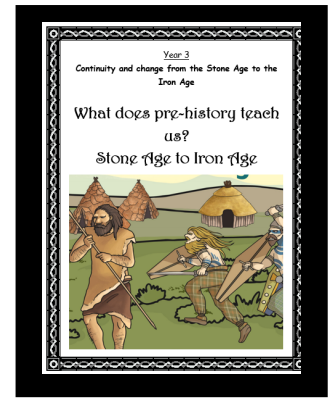 Year 3
Continuity and change from the Stone Age to the
Iron Age
What does pre-history teach
us?
Stone Age to Iron Age